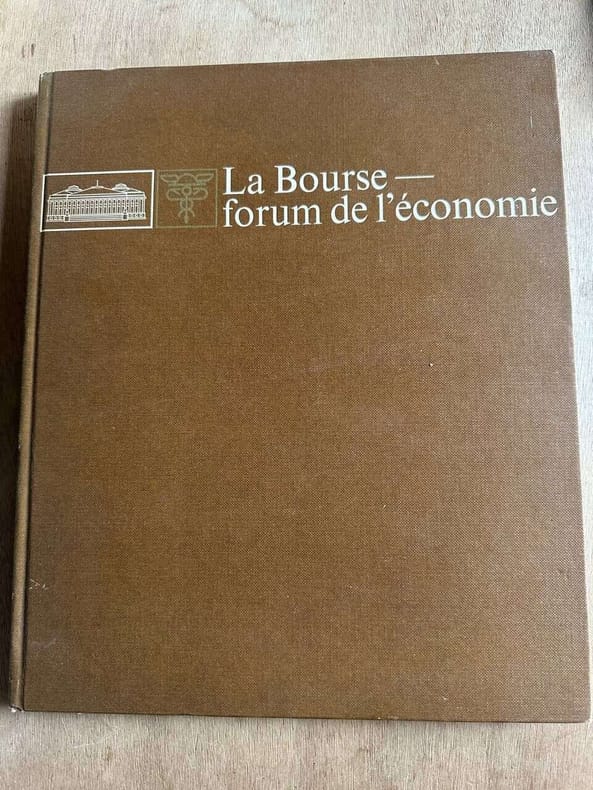 La Bourse —
forum de l'économie